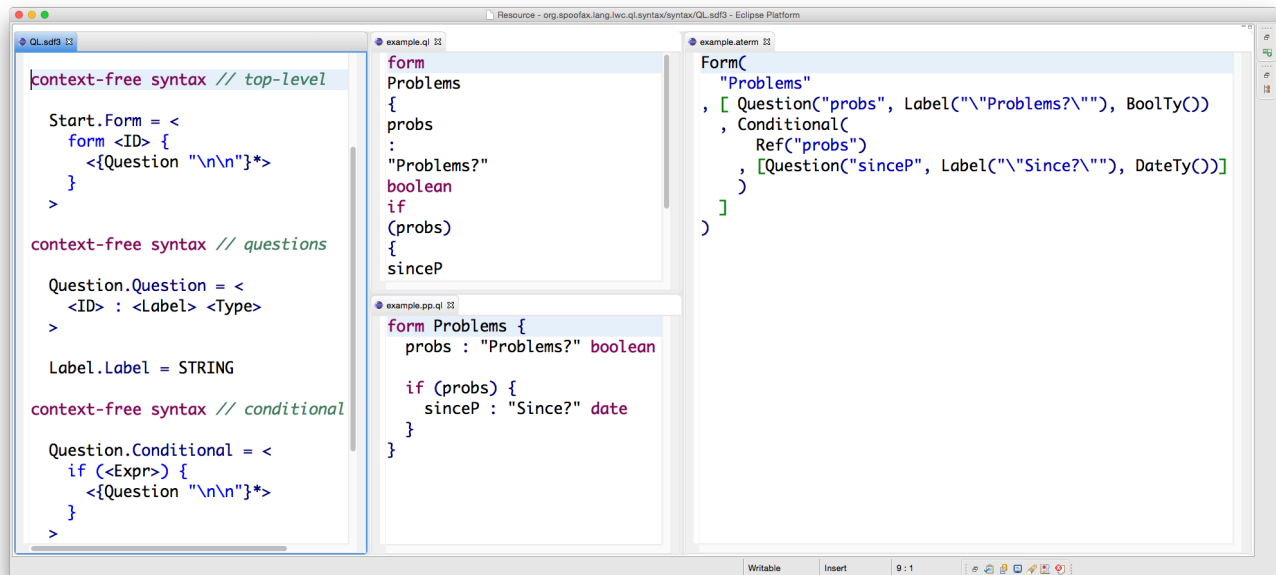 Resource - org.spoofax.lang.lwc.ql.syntax/syntax/QL.sdf3 - Eclipse Platform
QL.sdf3
context-free syntax // top-level
Start.Form = <
form <ID> {
<{Question "\n\n"}*>
}
>
context-free syntax // questions
Question.Question = <
<ID> : <Label> <Type>
>
Label.Label = STRING
context-free syntax // conditional
Question.Conditional = <
if (<Expr>) {
<{Question "\n\n"}*>
}
>
example.ql
form
Problems
{
probs
:
"Problems?"
boolean
if
(probs)
{
sinceP
example.pp.ql
form Problems {
probs : "Problems?" boolean
if (probs) {
sinceP : "Since?" date
}
}
example.aterm
Form(
"Problems"
, [ Question("probs", Label("\"Problems?\""), BoolTy())
, Conditional(
Ref("probs")
, [Question("sinceP", Label("\"Since?\""), DateTy())]
)
]
)
Writable
Insert
9 : 1